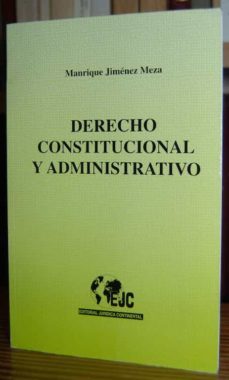 Manrique Jiménez Meza
DERECHO
CONSTITUCIONAL
Y ADMINISTRATIVO
EJC
EDITORIAL JURIDICA CONTINENTAL